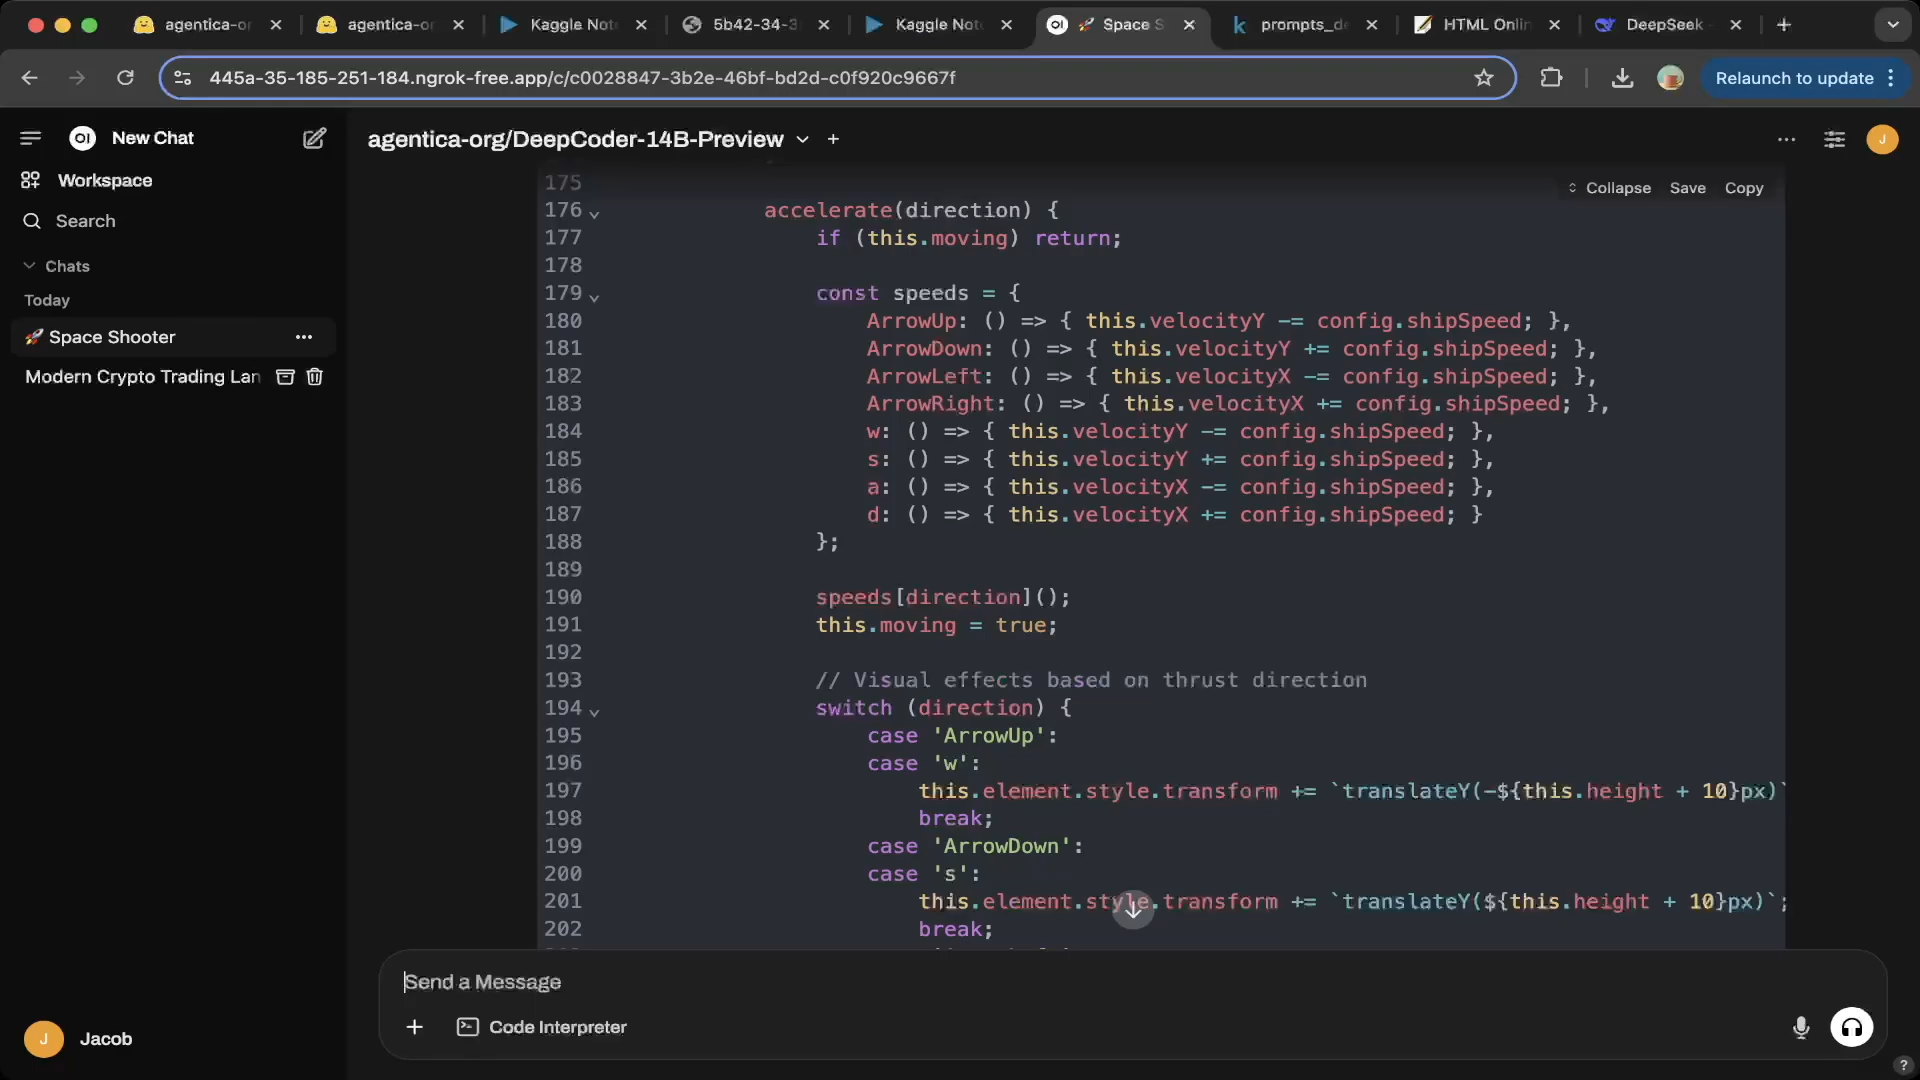 agentica-or
agentica-or
Kaggle Not
5b42-34-3
Kaggle Not
🚀 Space S
prompts_de
HTML Onlin
DeepSeek
445a-35-185-251-184.ngrok-free.app/c/c0028847-3b2e-46bf-bd2d-c0f920c9667f
Relaunch to update
OI New Chat
agentica-org/DeepCoder-14B-Preview
J
Workspace
Search
Chats
Today
🚀 Space Shooter
Modern Crypto Trading Lan
Collapse Save Copy
175
176 accelerate(direction) {
177 if (this.moving) return;
178
179 const speeds = {
180 ArrowUp: () => { this.velocityY -= config.shipSpeed; },
181 ArrowDown: () => { this.velocityY += config.shipSpeed; },
182 ArrowLeft: () => { this.velocityX -= config.shipSpeed; },
183 ArrowRight: () => { this.velocityX += config.shipSpeed; },
184 w: () => { this.velocityY -= config.shipSpeed; },
185 s: () => { this.velocityY += config.shipSpeed; },
186 a: () => { this.velocityX -= config.shipSpeed; },
187 d: () => { this.velocityX += config.shipSpeed; }
188 };
189
190 speeds[direction]();
191 this.moving = true;
192
193 // Visual effects based on thrust direction
194 switch (direction) {
195 case 'ArrowUp':
196 case 'w':
197 this.element.style.transform += `translateY(-${this.height + 10}px)`
198 break;
199 case 'ArrowDown':
200 case 's':
201 this.element.style.transform += `translateY(${this.height + 10}px)`;
202 break;
Send a Message
+ Code Interpreter
J Jacob
?